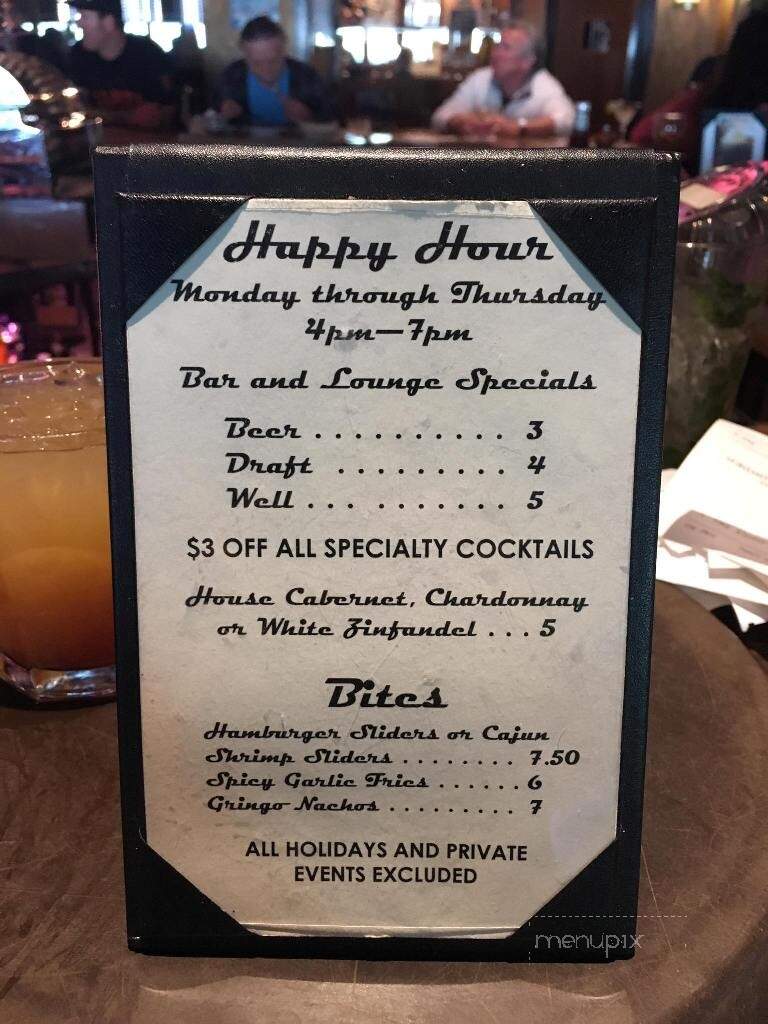 Happy Hour
Monday through Thursday
4pm—7pm
Bar and Lounge Specials
Beer . . . . . . . . . . 3
Draft . . . . . . . . . 4
Well . . . . . . . . . . 5
$3 OFF ALL SPECIALTY COCKTAILS
House Cabernet, Chardonnay
or White Zinfandel . . . 5
Bites
Hamburger Sliders or Cajun
Shrimp Sliders . . . . . . . . 7.50
Spicy Garlic Fries . . . . . . 6
Gringo Nachos . . . . . . . . . 7
ALL HOLIDAYS AND PRIVATE
EVENTS EXCLUDED
menupix